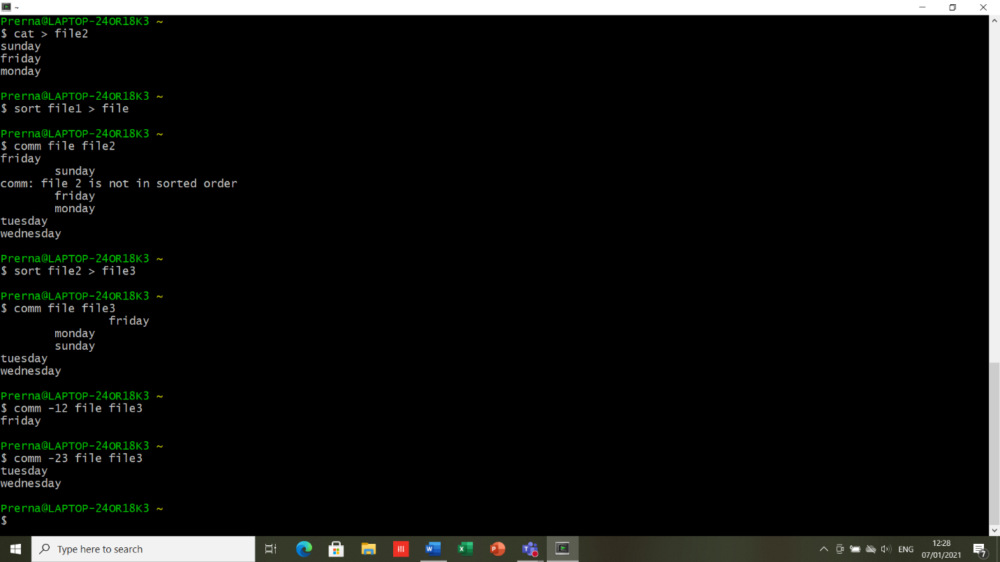 ~
Prerna@LAPTOP-24OR18K3 ~
$ cat > file2
sunday
friday
monday
Prerna@LAPTOP-24OR18K3 ~
$ sort file1 > file
Prerna@LAPTOP-24OR18K3 ~
$ comm file file2
friday
sunday
comm: file 2 is not in sorted order
friday
monday
tuesday
wednesday
Prerna@LAPTOP-24OR18K3 ~
$ sort file2 > file3
Prerna@LAPTOP-24OR18K3 ~
$ comm file file3
friday
monday
sunday
tuesday
wednesday
Prerna@LAPTOP-24OR18K3 ~
$ comm -12 file file3
friday
Prerna@LAPTOP-24OR18K3 ~
$ comm -23 file file3
tuesday
wednesday
Prerna@LAPTOP-24OR18K3 ~
$
Type here to search
ENG
12:28
07/01/2021
7